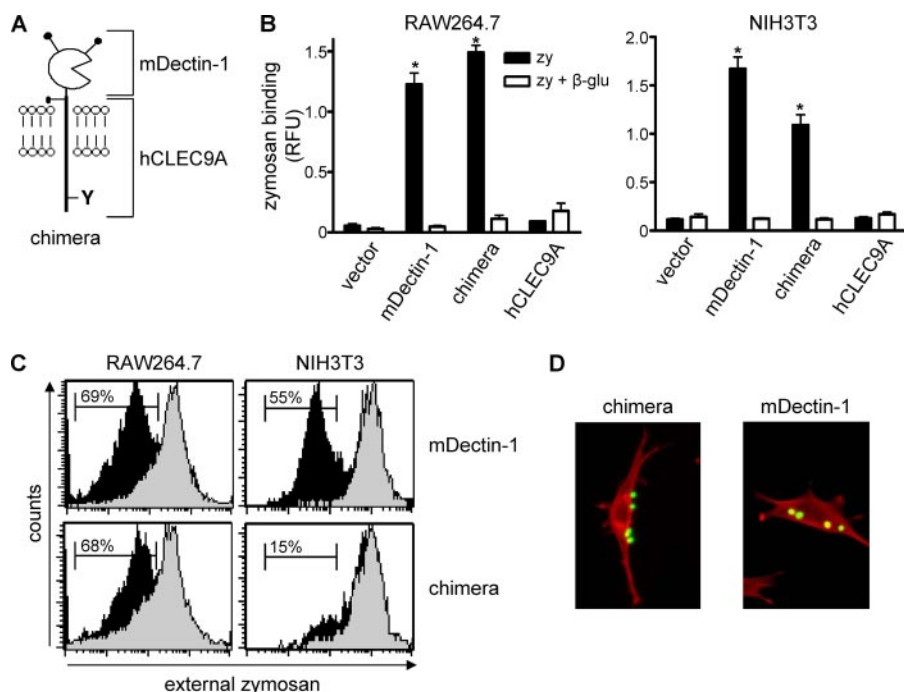 A
mDectin-1
hCLEC9A
Y
chimera
B
RAW264.7
NIH3T3
zymosan binding
(RFU)
1.5
1.0
0.5
0
zy
zy + β-glu
* *
vector
mDectin-1
chimera
hCLEC9A
2.0
1.5
1.0
0.5
0
* *
vector
mDectin-1
chimera
hCLEC9A
C
RAW264.7
NIH3T3
69%
55%
mDectin-1
68%
15%
chimera
counts
external zymosan
D
chimera
mDectin-1